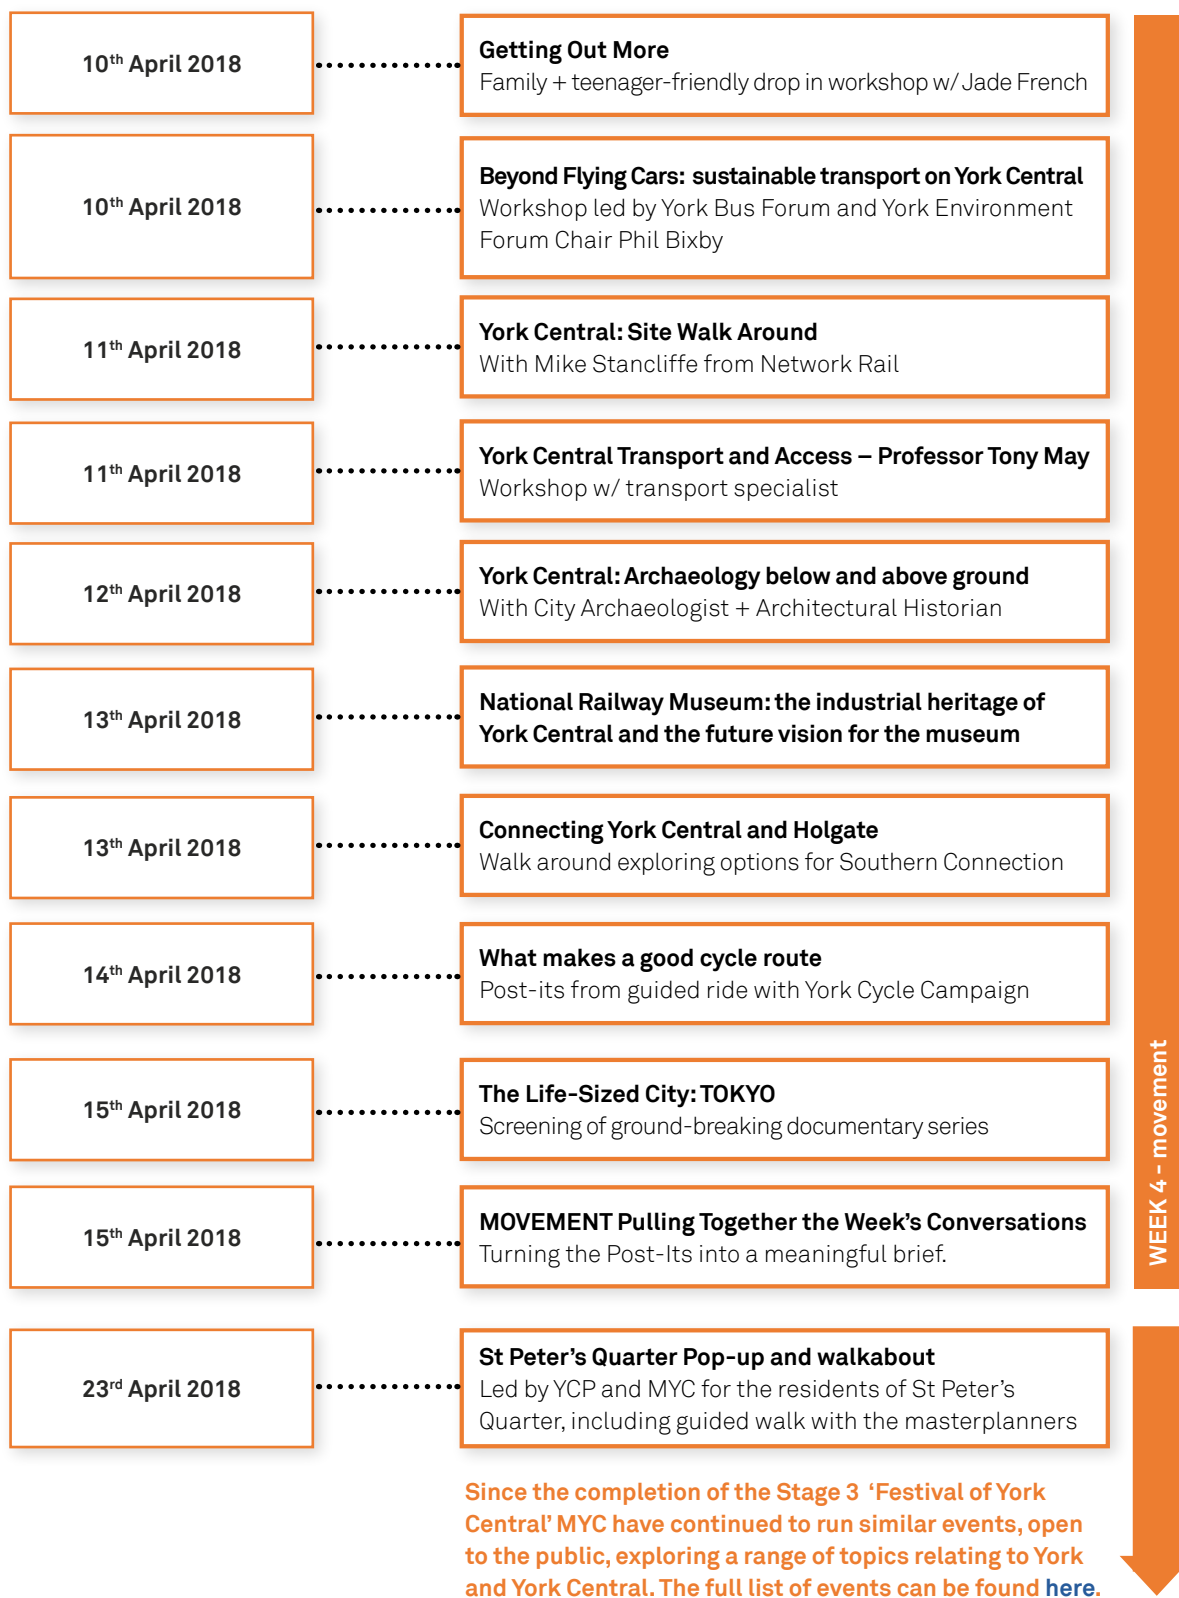 10th April 2018
Getting Out More
Family + teenager-friendly drop in workshop w/ Jade French
10th April 2018
Beyond Flying Cars: sustainable transport on York Central
Workshop led by York Bus Forum and York Environment
Forum Chair Phil Bixby
11th April 2018
York Central: Site Walk Around
With Mike Stancliffe from Network Rail
11th April 2018
York Central Transport and Access – Professor Tony May
Workshop w/ transport specialist
12th April 2018
York Central: Archaeology below and above ground
With City Archaeologist + Architectural Historian
13th April 2018
National Railway Museum: the industrial heritage of
York Central and the future vision for the museum
13th April 2018
Connecting York Central and Holgate
Walk around exploring options for Southern Connection
14th April 2018
What makes a good cycle route
Post-its from guided ride with York Cycle Campaign
15th April 2018
The Life-Sized City: TOKYO
Screening of ground-breaking documentary series
15th April 2018
MOVEMENT Pulling Together the Week’s Conversations
Turning the Post-Its into a meaningful brief.
WEEK 4 - movement
23rd April 2018
St Peter’s Quarter Pop-up and walkabout
Led by YCP and MYC for the residents of St Peter’s
Quarter, including guided walk with the masterplanners
Since the completion of the Stage 3 ‘Festival of York
Central’ MYC have continued to run similar events, open
to the public, exploring a range of topics relating to York
and York Central. The full list of events can be found here.